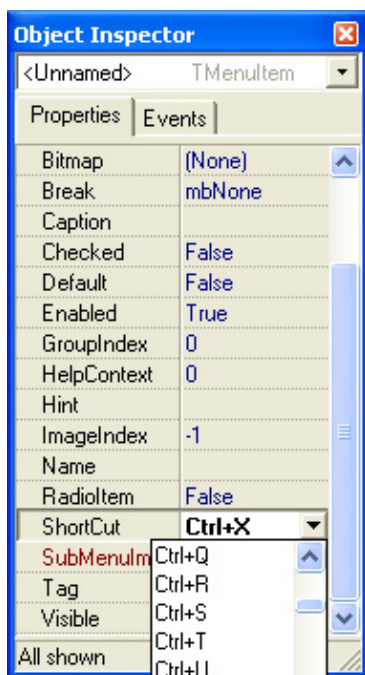 Object Inspector
<Unnamed> TMenuItem
Properties Events
Bitmap (None)
Break mbNone
Caption
Checked False
Default False
Enabled True
GroupIndex 0
HelpContext 0
Hint
ImageIndex -1
Name
RadioItem False
ShortCut Ctrl+X
SubMenuIm Ctrl+Q
Tag Ctrl+R
Ctrl+S
Visible Ctrl+T
All shown Ctrl+U